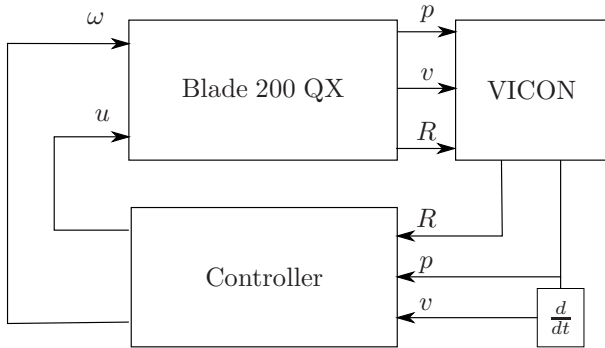 ω
p
Blade 200 QX
v
VICON
u
R
R
Controller
p
v
d
dt